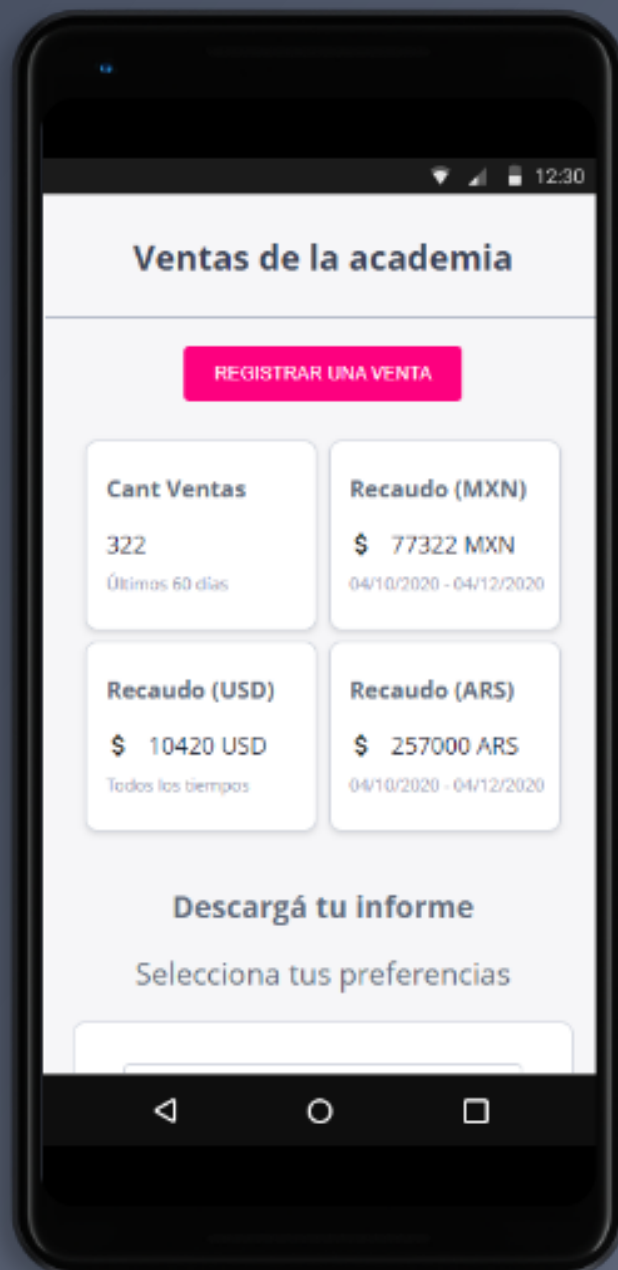 12:30
Ventas de la academia
REGISTRAR UNA VENTA
Cant Ventas
322
Últimos 60 días
Recaudo (MXN)
$ 77322 MXN
04/10/2020 - 04/12/2020
Recaudo (USD)
$ 10420 USD
Todos los tiempos
Recaudo (ARS)
$ 257000 ARS
04/10/2020 - 04/12/2020
Descargá tu informe
Selecciona tus preferencias